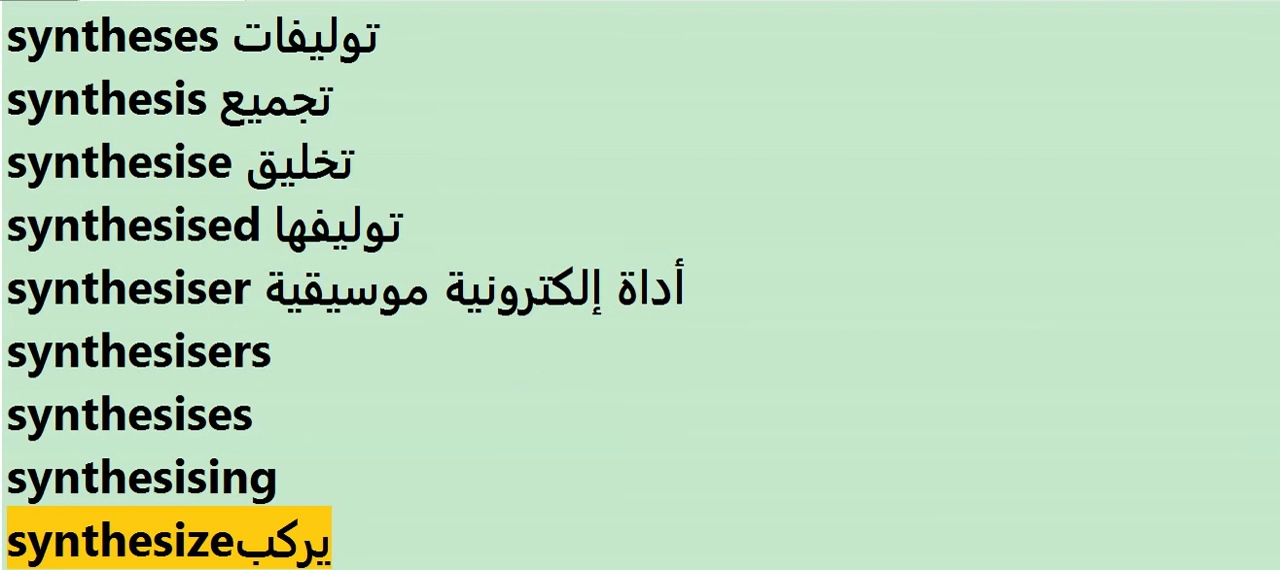 syntheses توليفات
synthesis تجميع
synthesise تخليق
synthesised توليفها
synthesiser أداة إلكترونية موسيقية
synthesisers
synthesises
synthesising
synthesizeيركب